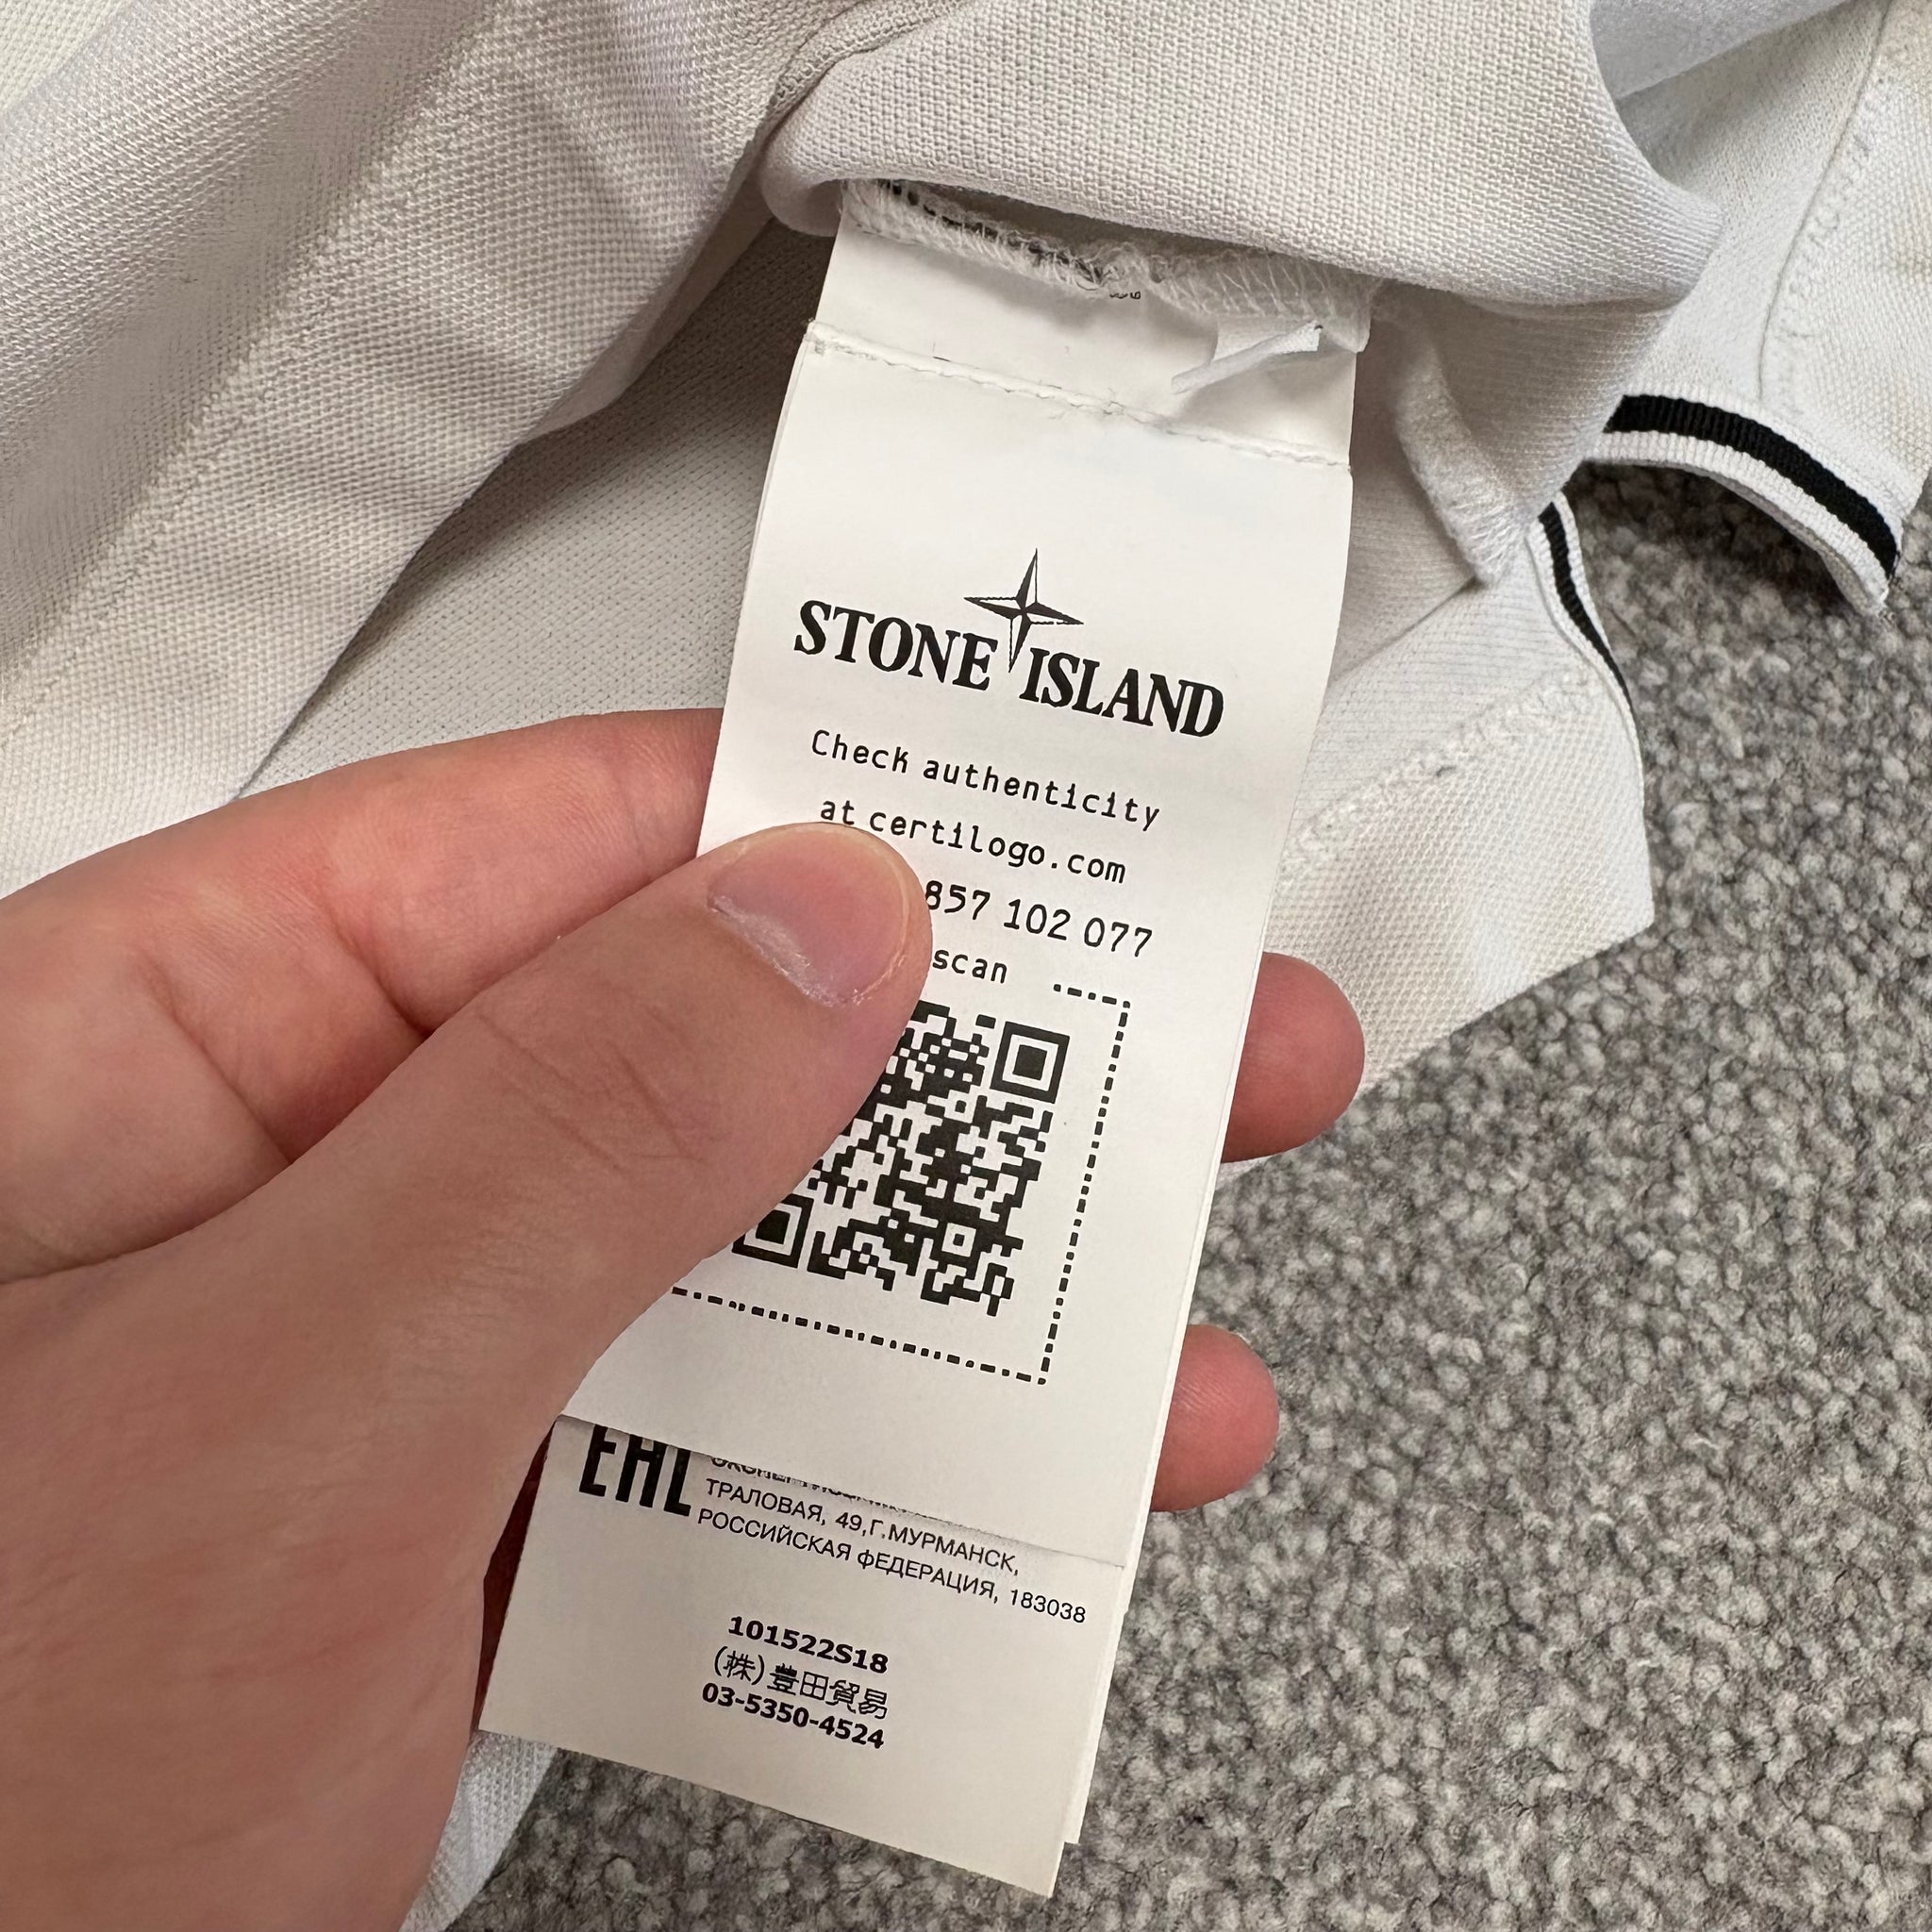 STONE ISLAND
Check authenticity
at certilogo.com
857 102 077
scan
EAC
ТРАЛОВАЯ, 49,Г.МУРМАНСК,
РОССИЙСКАЯ ФЕДЕРАЦИЯ, 183038
101522S18
(株)豊田貿易
03-5350-4524